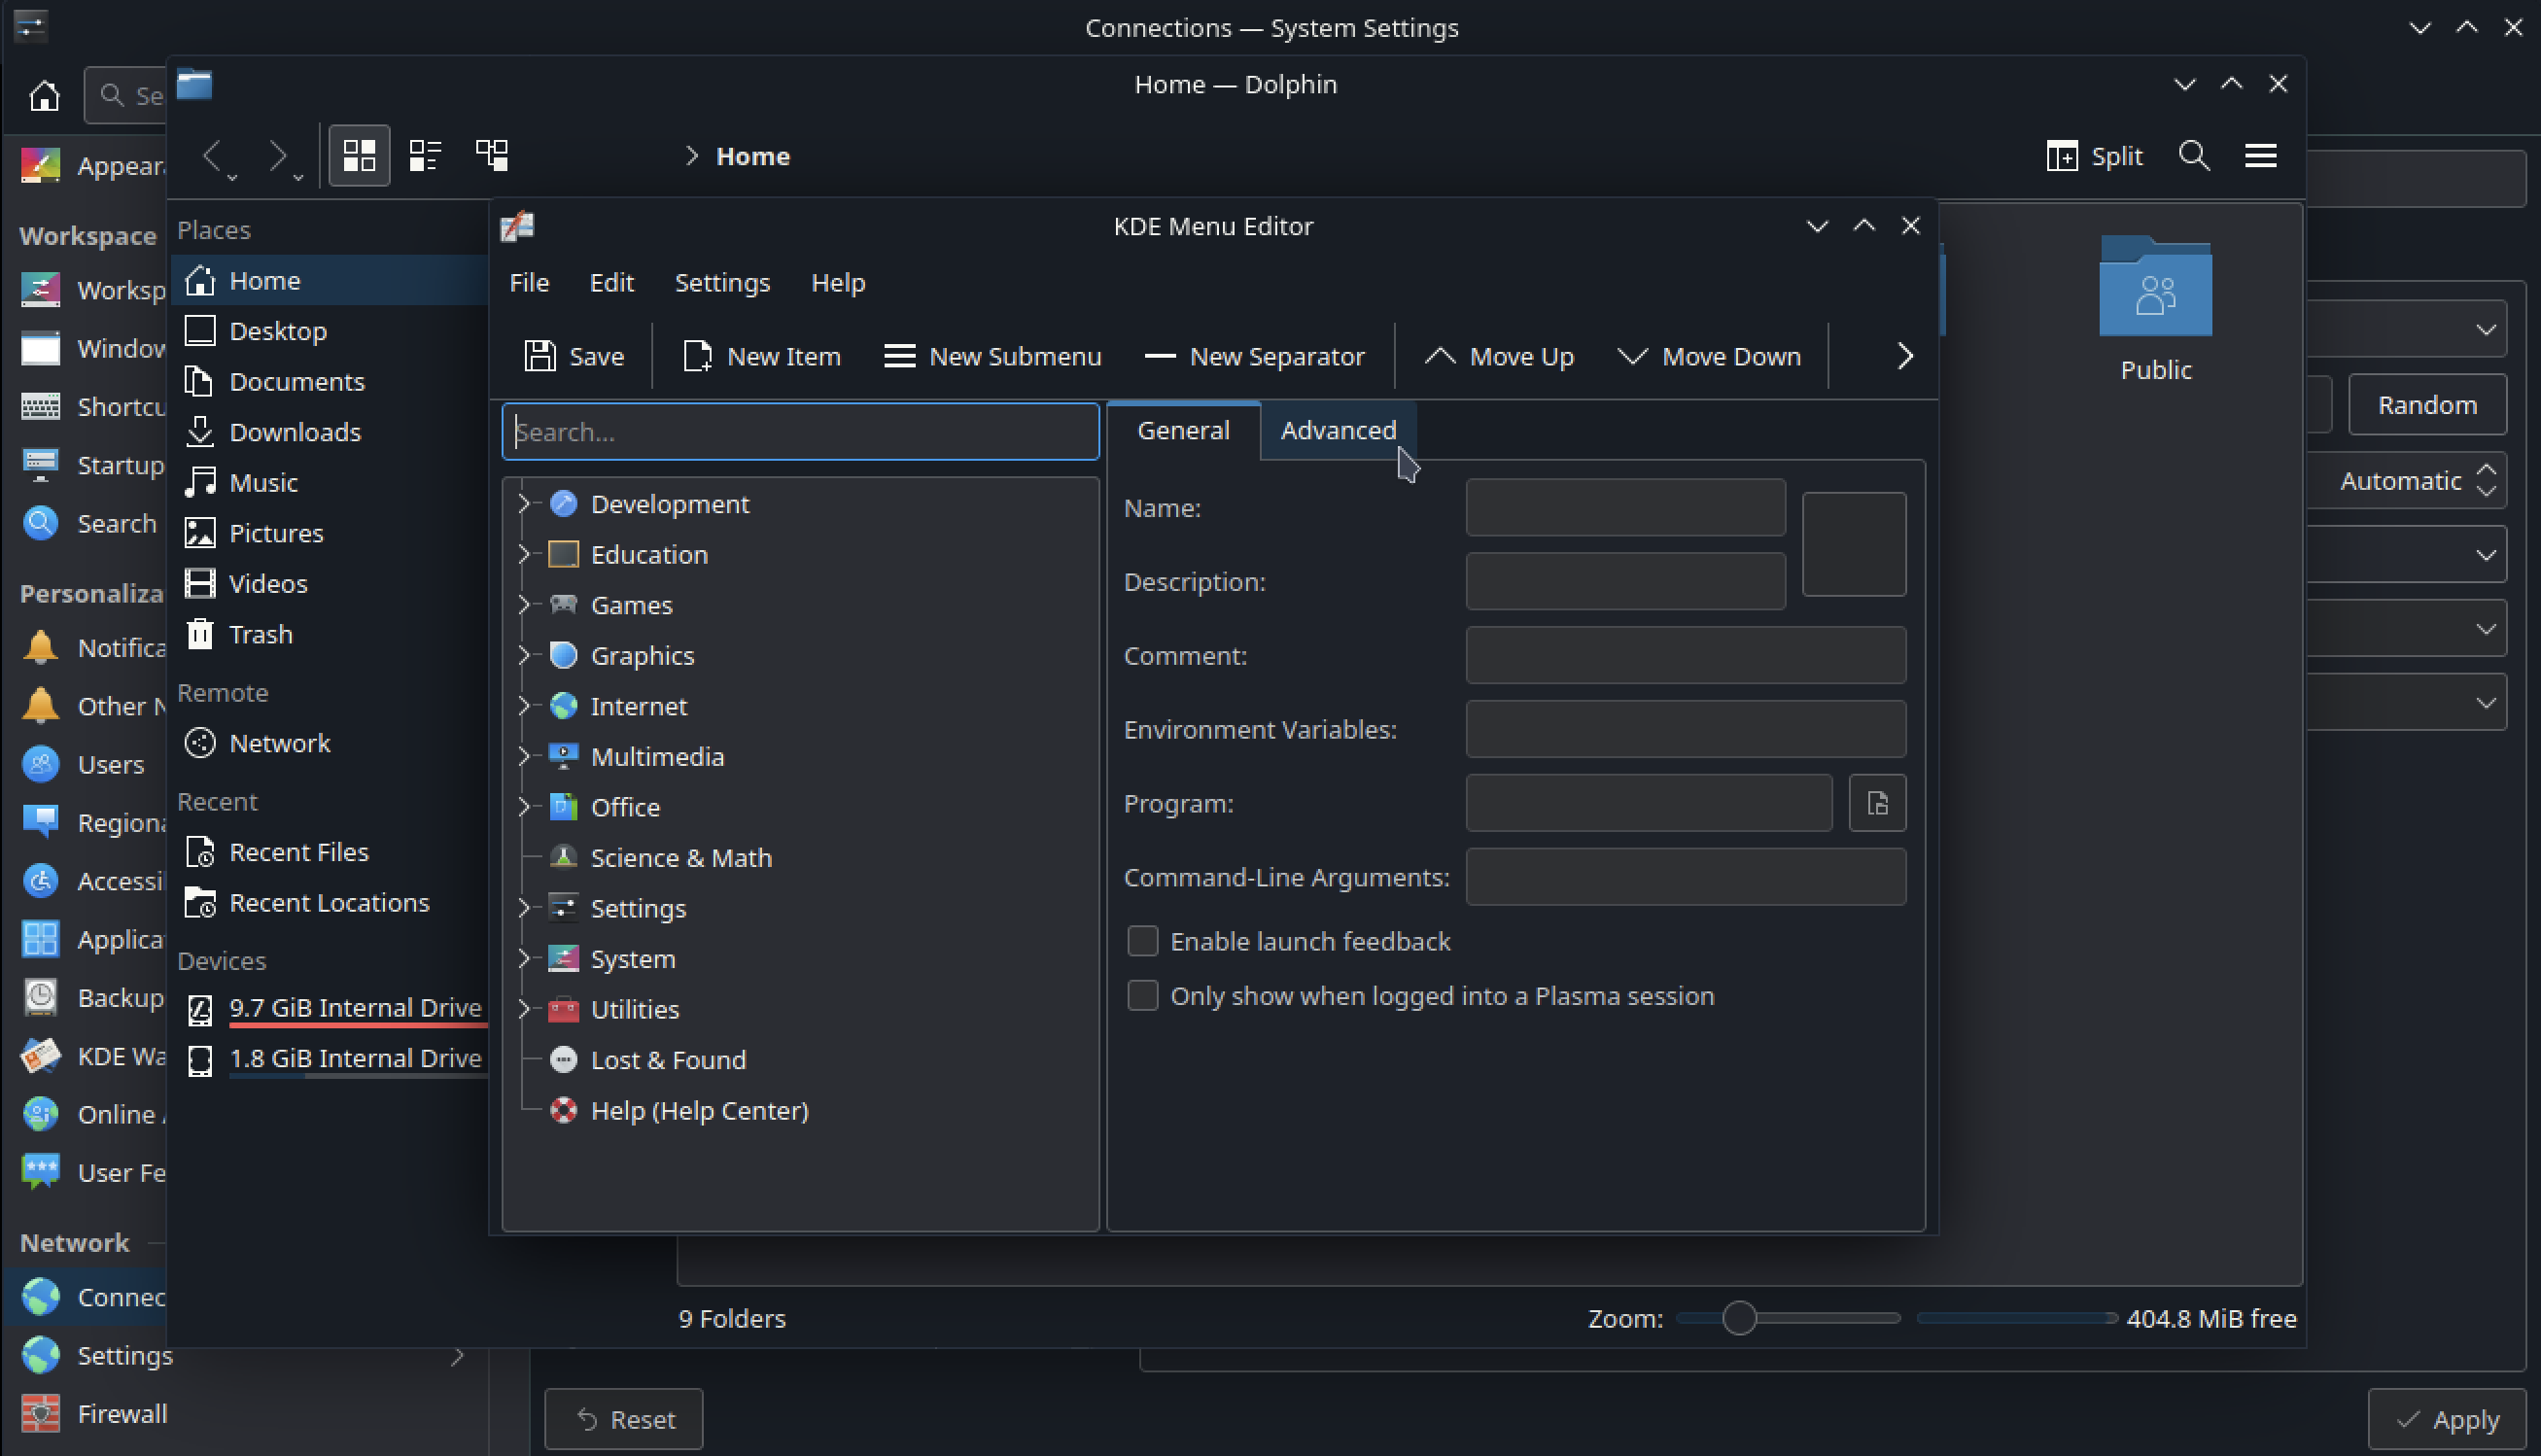 Connections — System Settings
Home — Dolphin
Home
Split
KDE Menu Editor
File Edit Settings Help
Save New Item New Submenu New Separator Move Up Move Down
Search...
General Advanced
Development
Education
Games
Graphics
Internet
Multimedia
Office
Science & Math
Settings
System
Utilities
Lost & Found
Help (Help Center)
Name:
Description:
Comment:
Environment Variables:
Program:
Command-Line Arguments:
Enable launch feedback
Only show when logged into a Plasma session
Places
Home
Desktop
Documents
Downloads
Music
Pictures
Videos
Trash
Remote
Network
Recent
Recent Files
Recent Locations
Devices
9.7 GiB Internal Drive
1.8 GiB Internal Drive
Public
9 Folders
Zoom:
404.8 MiB free
Se
Appear
Workspace
Worksp
Window
Shortcu
Startup
Search
Personaliza
Notifica
Other N
Users
Regiona
Accessi
Applica
Backup
KDE Wa
Online
User Fe
Network
Connec
Settings
Firewall
Random
Automatic
Reset
Apply